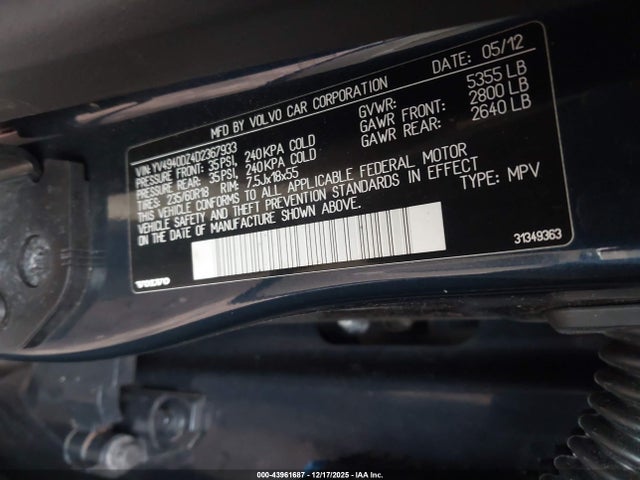 MFD BY VOLVO CAR CORPORATION DATE: 05/12
VIN: YV4940DZ4D2367933 GVWR: 5355 LB
PRESSURE FRONT: 35PSI, 240KPA COLD GAWR FRONT: 2800 LB
PRESSURE REAR: 35PSI, 240KPA COLD GAWR REAR: 2640 LB
TIRES: 235/60R18 RIM: 7.5Jx18x55
THIS VEHICLE CONFORMS TO ALL APPLICABLE FEDERAL MOTOR
VEHICLE SAFETY AND THEFT PREVENTION STANDARDS IN EFFECT
ON THE DATE OF MANUFACTURE SHOWN ABOVE. TYPE: MPV
31349363
VOLVO
000-43961687 - 12/17/2025 - IAA Inc.